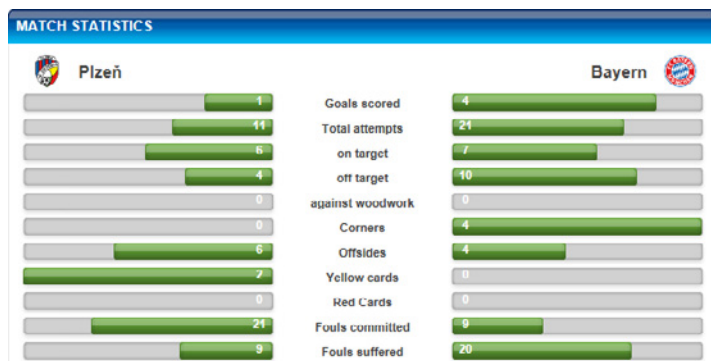 MATCH STATISTICS
Plzeň Bayern
1 Goals scored 4
11 Total attempts 21
6 on target 7
4 off target 10
0 against woodwork 0
0 Corners 4
6 Offsides 4
2 Yellow cards 0
0 Red Cards 0
21 Fouls committed 9
9 Fouls suffered 20